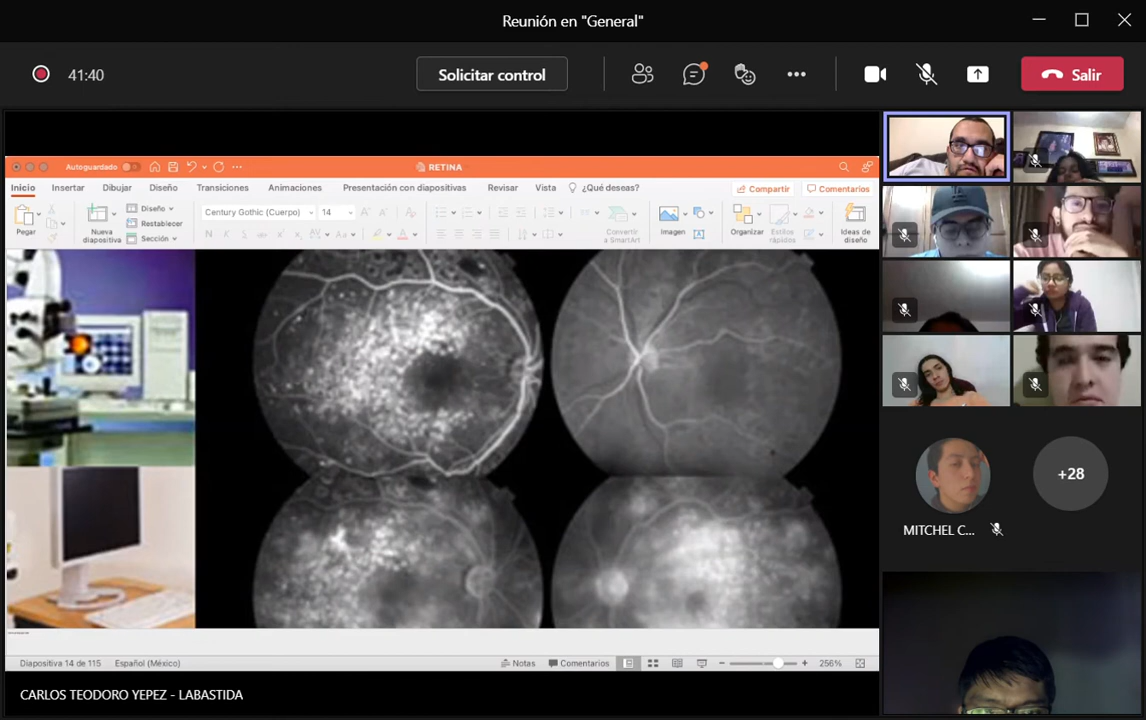 Reunión en "General"
41:40
Solicitar control
Salir
Autoguardado
RETINA
Inicio
Insertar
Dibujar
Diseño
Transiciones
Animaciones
Presentación con diapositivas
Revisar
Vista
¿Qué deseas?
Compartir
Comentarios
Pegar
Nueva
diapositiva
Diseño
Restablecer
Sección
Century Gothic (Cuerpo)
14
Convertir
a SmartArt
Imagen
Organizar
Estilos
rápidos
Ideas de
diseño
+28
MITCHEL C...
Diapositiva 14 de 115
Español (México)
Notas
Comentarios
256%
CARLOS TEODORO YEPEZ - LABASTIDA